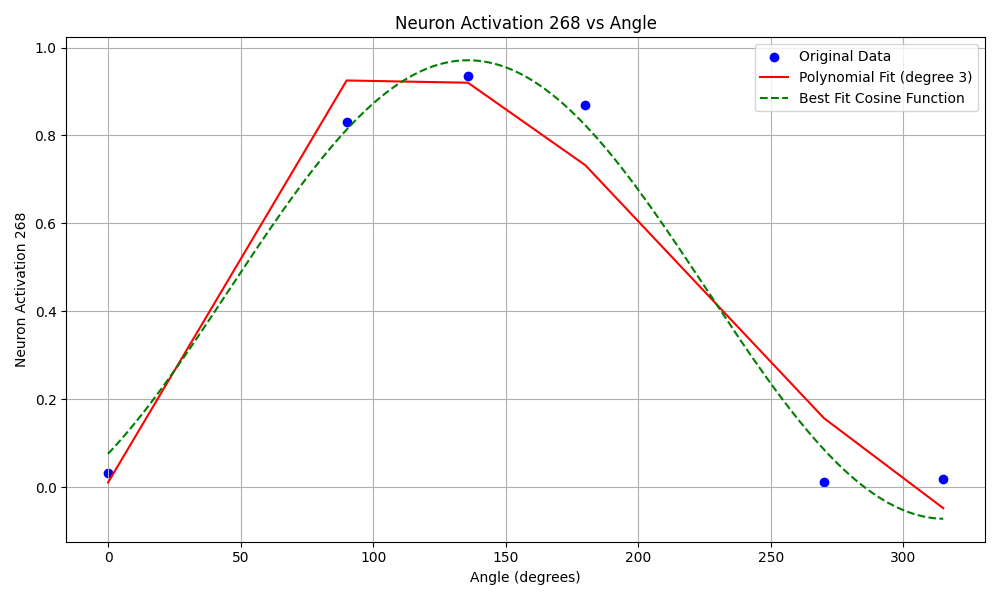 Neuron Activation 268 vs Angle
Original Data
Polynomial Fit (degree 3)
Best Fit Cosine Function
1.0
0.8
0.6
0.4
0.2
0.0
Neuron Activation 268
0 50 100 150 200 250 300
Angle (degrees)